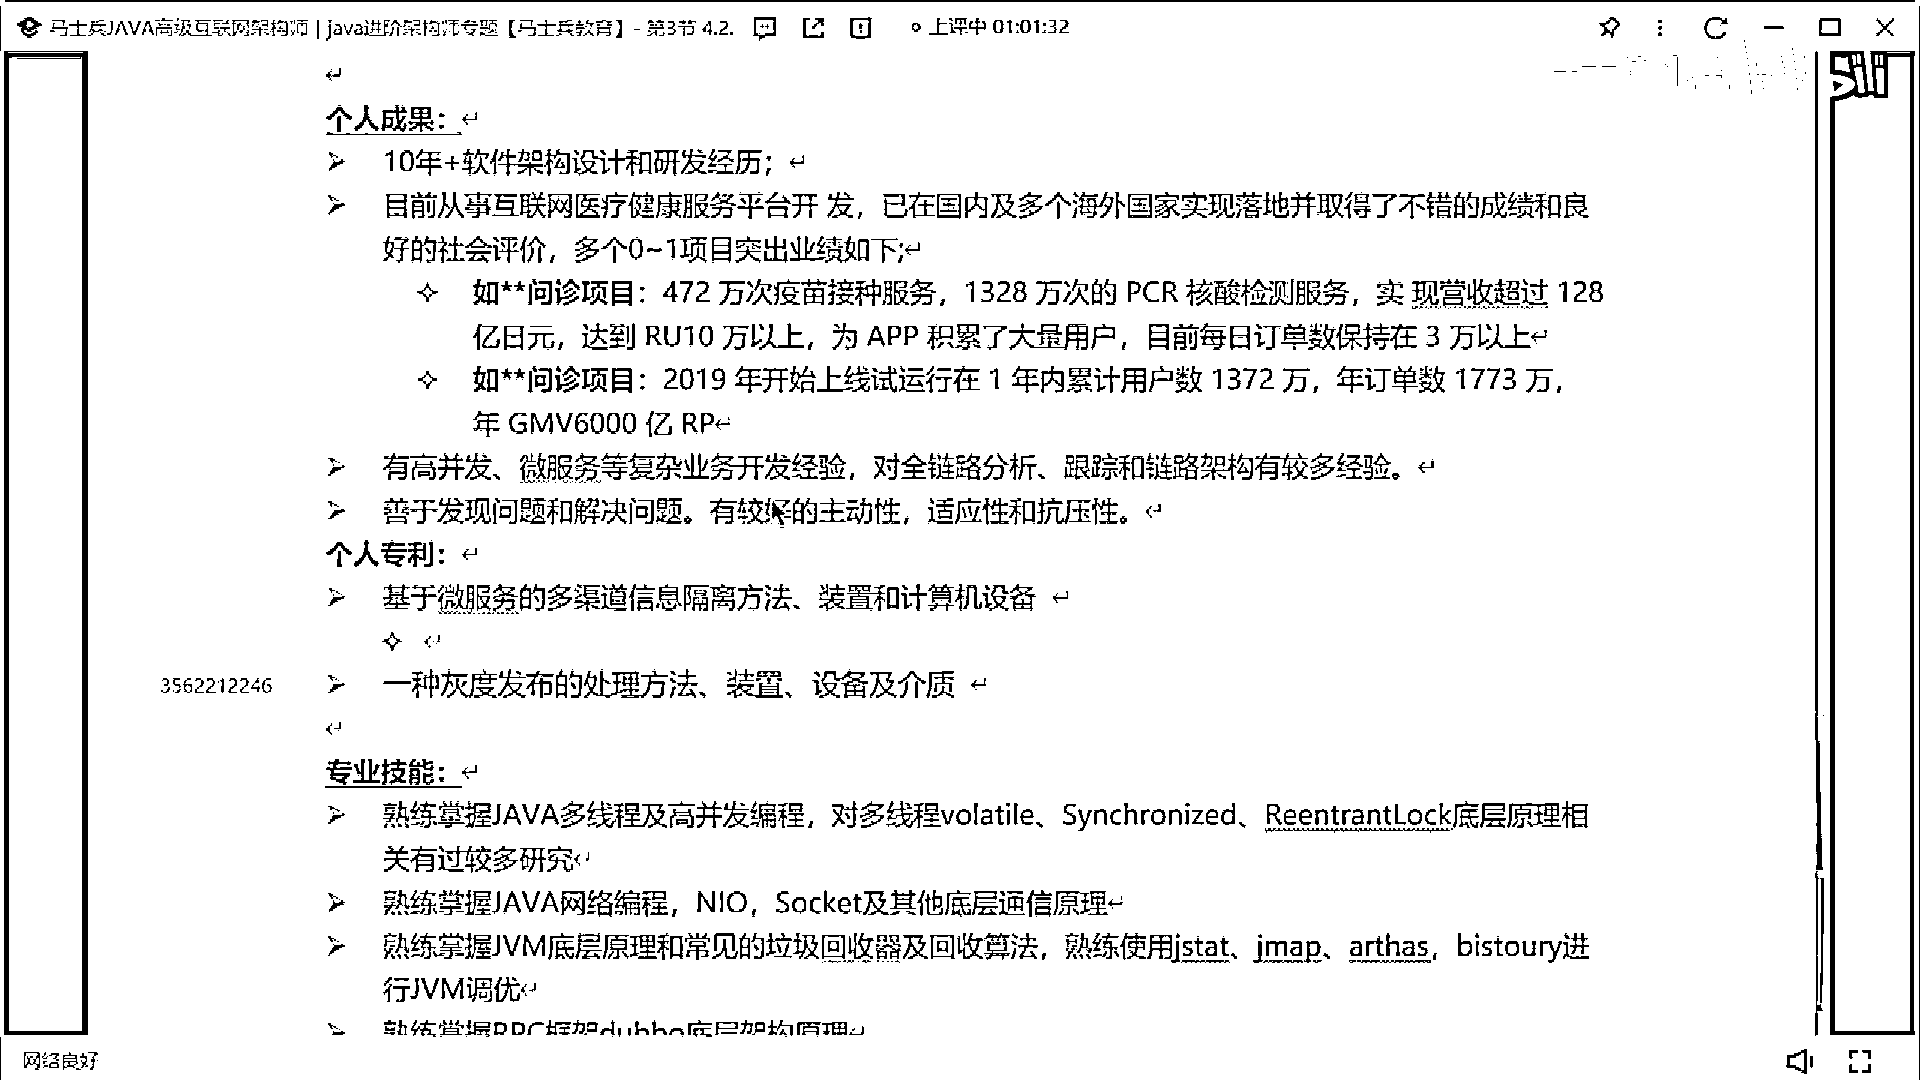 马士兵JAVA高级互联网架构师 | java进阶架构师专题【马士兵教育】- 第3节 4.2. 上课中 01:01:32
个人成果：
10年+软件架构设计和研发经历；
目前从事互联网医疗健康服务平台开 发，已在国内及多个海外国家实现落地并取得了不错的成绩和良
好的社会评价，多个0~1项目突出业绩如下;
如**问诊项目：472 万次疫苗接种服务，1328 万次的 PCR 核酸检测服务，实 现营收超过 128
亿日元，达到 RU10 万以上，为 APP 积累了大量用户，目前每日订单数保持在 3 万以上
如**问诊项目：2019 年开始上线试运行在 1 年内累计用户数 1372 万，年订单数 1773 万，
年 GMV6000 亿 RP
有高并发、微服务等复杂业务开发经验，对全链路分析、跟踪和链路架构有较多经验。
善于发现问题和解决问题。有较好的主动性，适应性和抗压性。
个人专利：
基于微服务的多渠道信息隔离方法、装置和计算机设备
3562212246
一种灰度发布的处理方法、装置、设备及介质
专业技能：
熟练掌握JAVA多线程及高并发编程，对多线程volatile、Synchronized、ReentrantLock底层原理相
关有过较多研究
熟练掌握JAVA网络编程，NIO，Socket及其他底层通信原理
熟练掌握JVM底层原理和常见的垃圾回收器及回收算法，熟练使用jstat、jmap、arthas，bistoury进
行JVM调优
熟练掌握RPC框架dubbo底层架构原理
网络良好